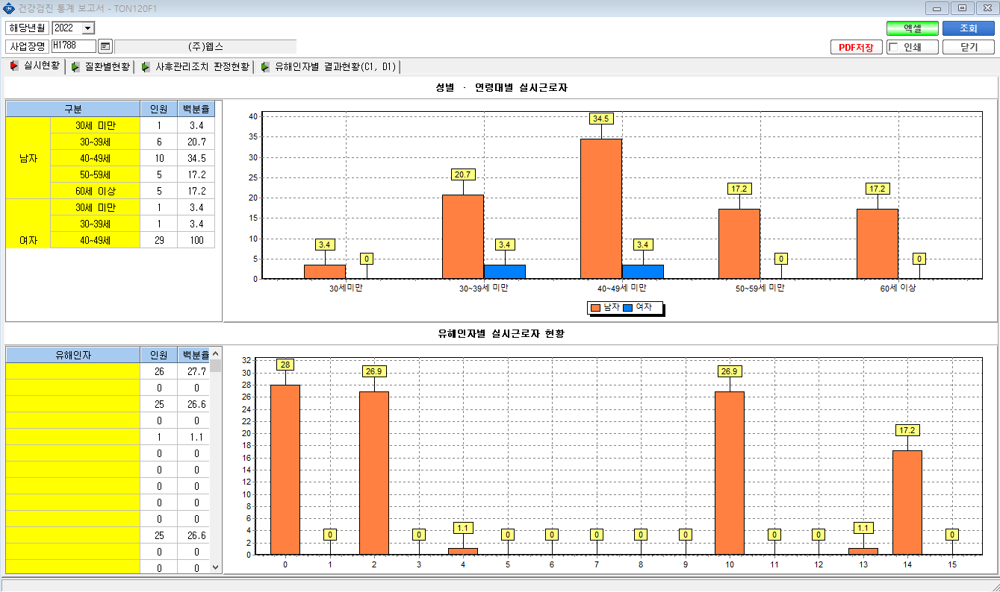 건강검진 통계 보고서 - TON120F1
해당년월 2022 엑셀 조회
사업장명 H1788 (주)웹스 PDF저장 인쇄 닫기
실시현황 질환별현황 사후관리조치 판정현황 유해인자별 결과현황(C1, D1)
성별 · 연령대별 실시근로자
구분 인원 백분율
남자
30세 미만 1 3.4
30~39세 6 20.7
40~49세 10 34.5
50~59세 5 17.2
60세 이상 5 17.2
여자
30세 미만 1 3.4
30~39세 1 3.4
40~49세 29 100
40
35
30
25
20
15
10
5
0
3.4 0 20.7 3.4 34.5 3.4 17.2 0 17.2 0
30세미만 30~39세 미만 40~49세 미만 50~59세 미만 60세 이상
남자 여자
유해인자별 실시근로자 현황
유해인자 인원 백분율
26 27.7
0 0
25 26.6
0 0
1 1.1
0 0
0 0
0 0
0 0
0 0
25 26.6
0 0
0 0
32
30
28
26
24
22
20
18
16
14
12
10
8
6
4
2
0
28 0 26.9 0 1.1 0 0 0 0 0 26.9 0 0 1.1 17.2 0
0 1 2 3 4 5 6 7 8 9 10 11 12 13 14 15